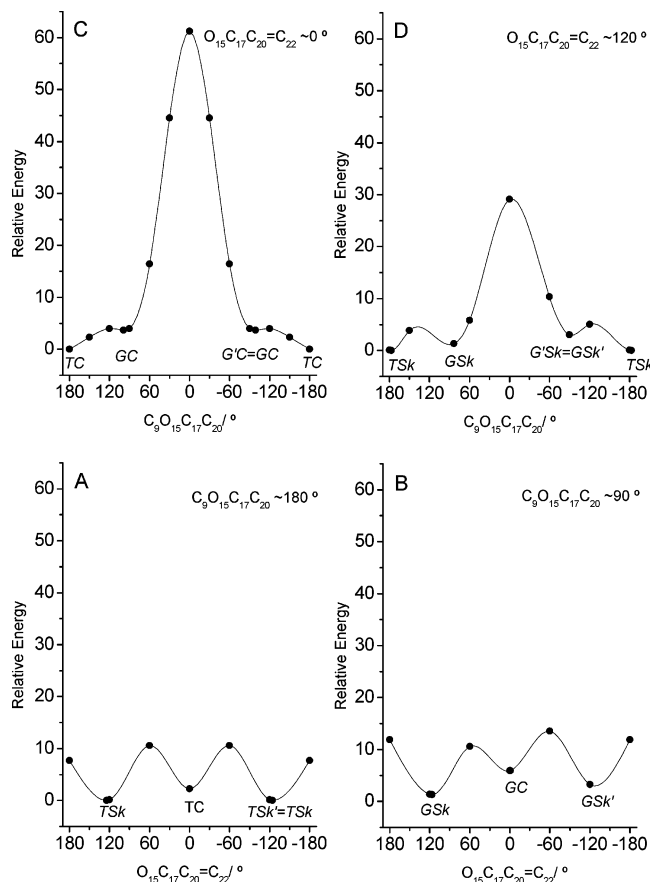 C
O15C17C20=C22 ~0 º
60
50
40
30
20
10
0
Relative Energy
TC
GC
G'C=GC
TC
180 120 60 0 -60 -120 -180
C9O15C17C20/ º
D
O15C17C20=C22 ~120 º
60
50
40
30
20
10
0
Relative Energy
TSk
GSk
G'Sk=GSk'
TSk
180 120 60 0 -60 -120 -180
C9O15C17C20/ º
A
C9O15C17C20 ~180 º
60
50
40
30
20
10
0
Relative Energy
TSk
TC
TSk'=TSk
180 120 60 0 -60 -120 -180
O15C17C20=C22/ º
B
C9O15C17C20 ~90 º
60
50
40
30
20
10
0
Relative Energy
GSk
GC
GSk'
180 120 60 0 -60 -120 -180
O15C17C20=C22/ º